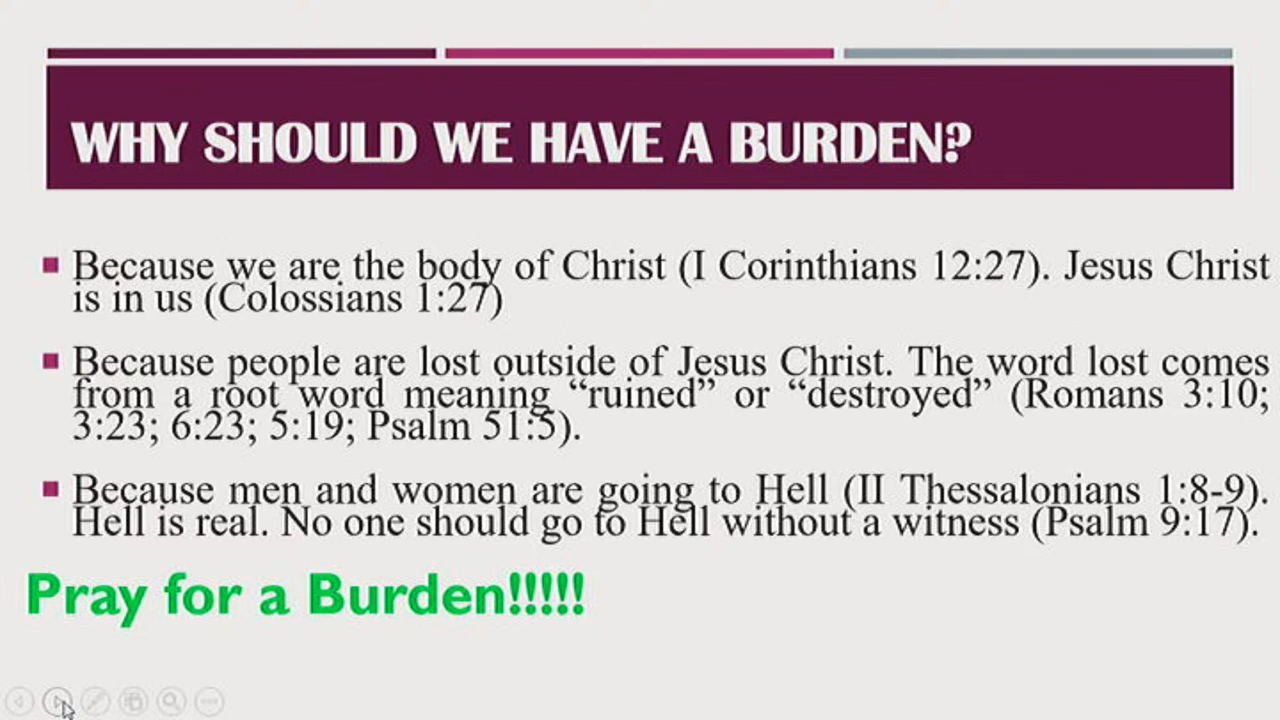 WHY SHOULD WE HAVE A BURDEN?
Because we are the body of Christ (I Corinthians 12:27). Jesus Christ
is in us (Colossians 1:27)
Because people are lost outside of Jesus Christ. The word lost comes
from a root word meaning “ruined” or “destroyed” (Romans 3:10;
3:23; 6:23; 5:19; Psalm 51:5).
Because men and women are going to Hell (II Thessalonians 1:8-9).
Hell is real. No one should go to Hell without a witness (Psalm 9:17).
Pray for a Burden!!!!!